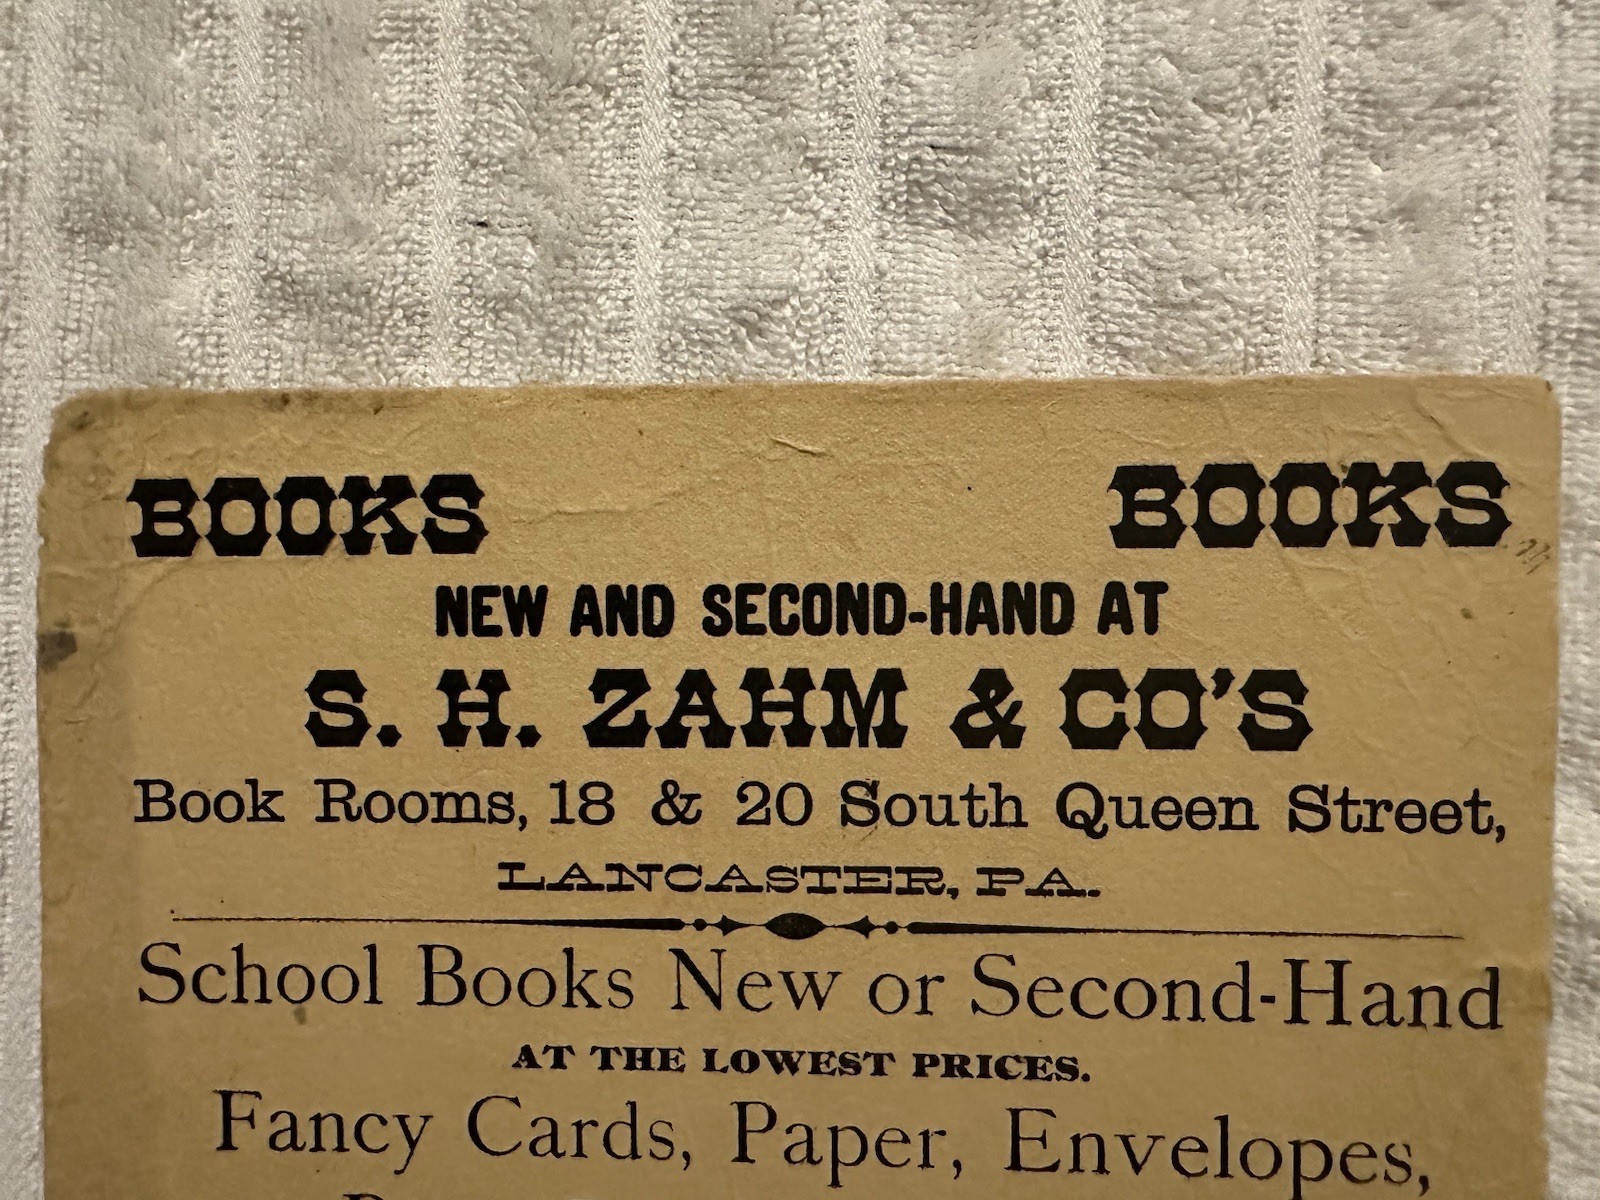 BOOKS BOOKS
NEW AND SECOND-HAND AT
S. H. ZAHM & CO'S
Book Rooms, 18 & 20 South Queen Street,
LANCASTER, PA.
School Books New or Second-Hand
AT THE LOWEST PRICES.
Fancy Cards, Paper, Envelopes,